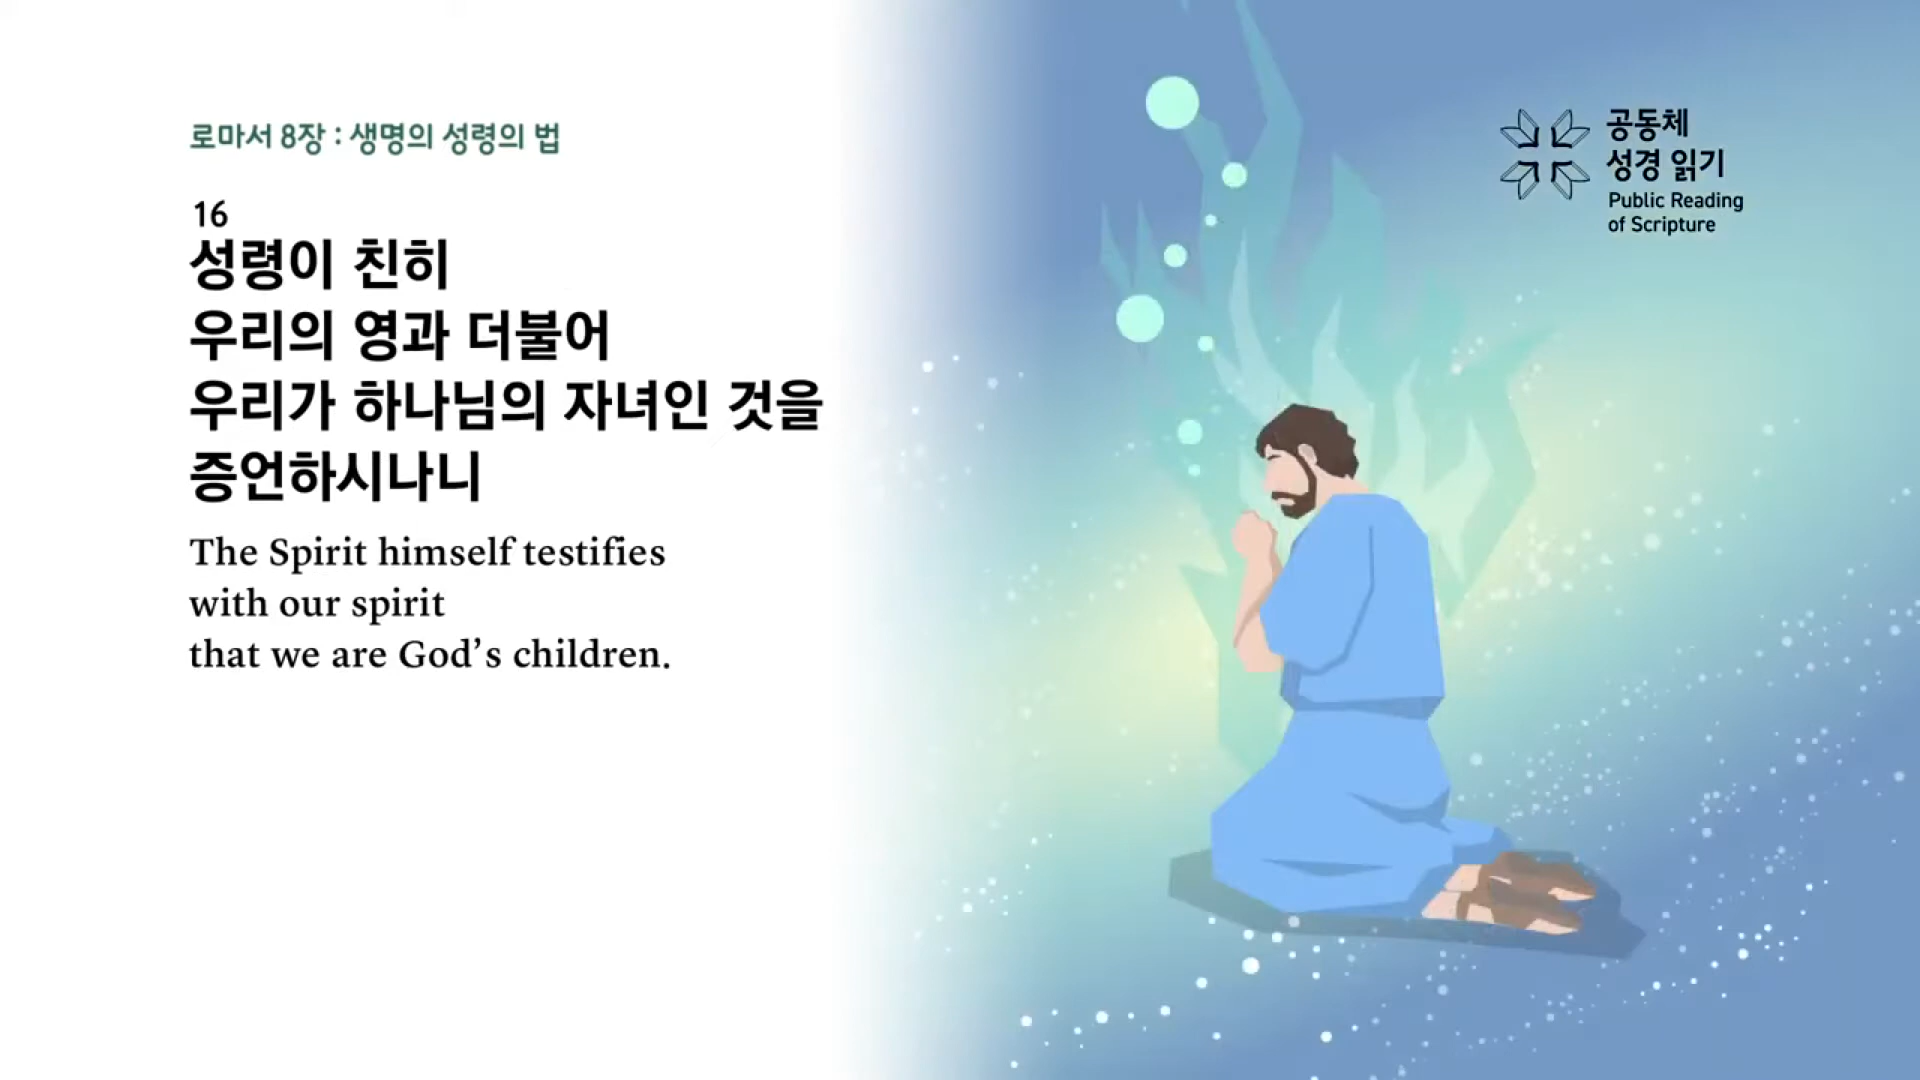 로마서 8장 : 생명의 성령의 법
16
성령이 친히
우리의 영과 더불어
우리가 하나님의 자녀인 것을
증언하시나니
The Spirit himself testifies
with our spirit
that we are God’s children.
공동체
성경 읽기
Public Reading
of Scripture